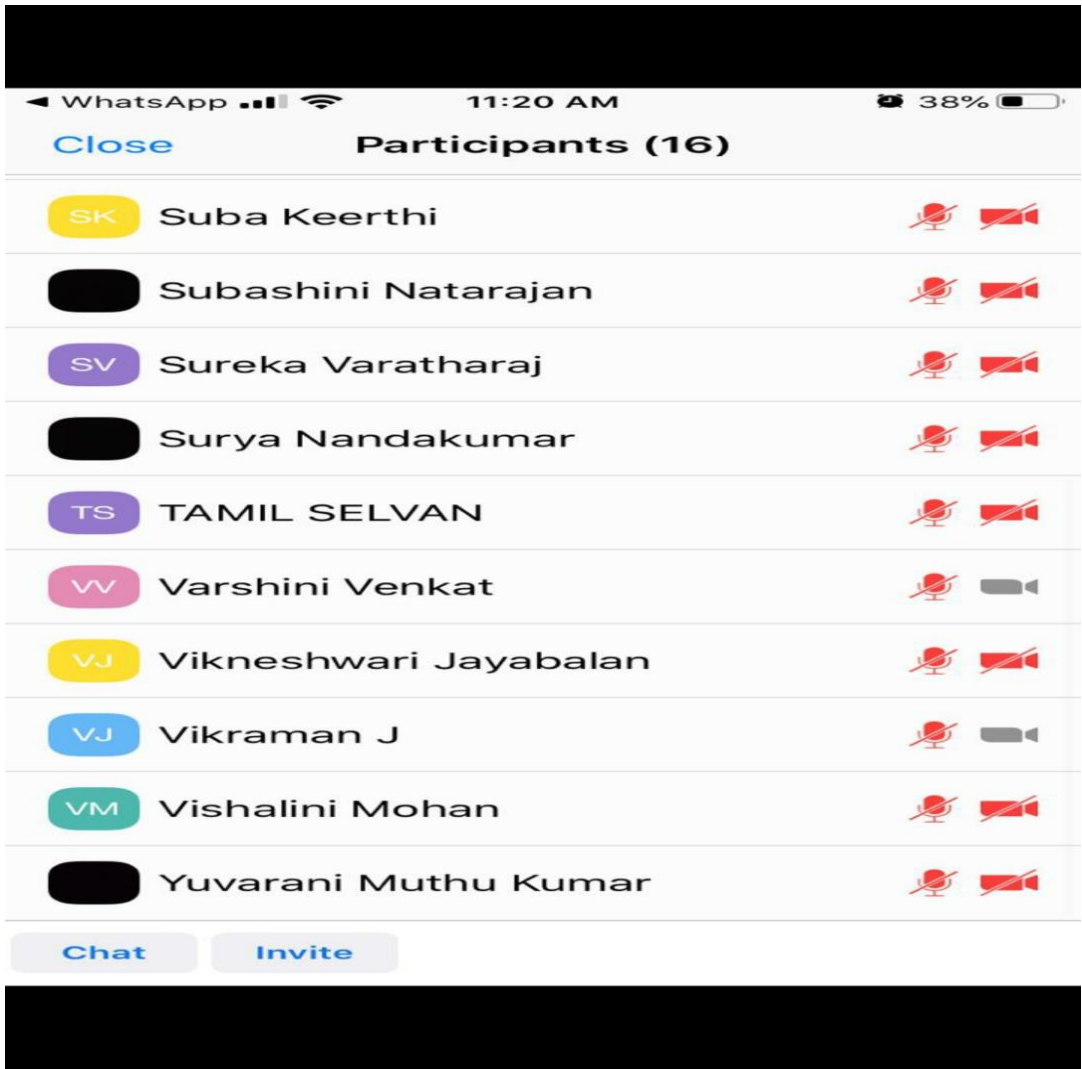 WhatsApp 11:20 AM 38%
Close Participants (16)
SK Suba Keerthi
Subashini Natarajan
SV Sureka Varatharaj
Surya Nandakumar
TS TAMIL SELVAN
VV Varshini Venkat
VJ Vikneshwari Jayabalan
VJ Vikraman J
VM Vishalini Mohan
Yuvarani Muthu Kumar
Chat Invite